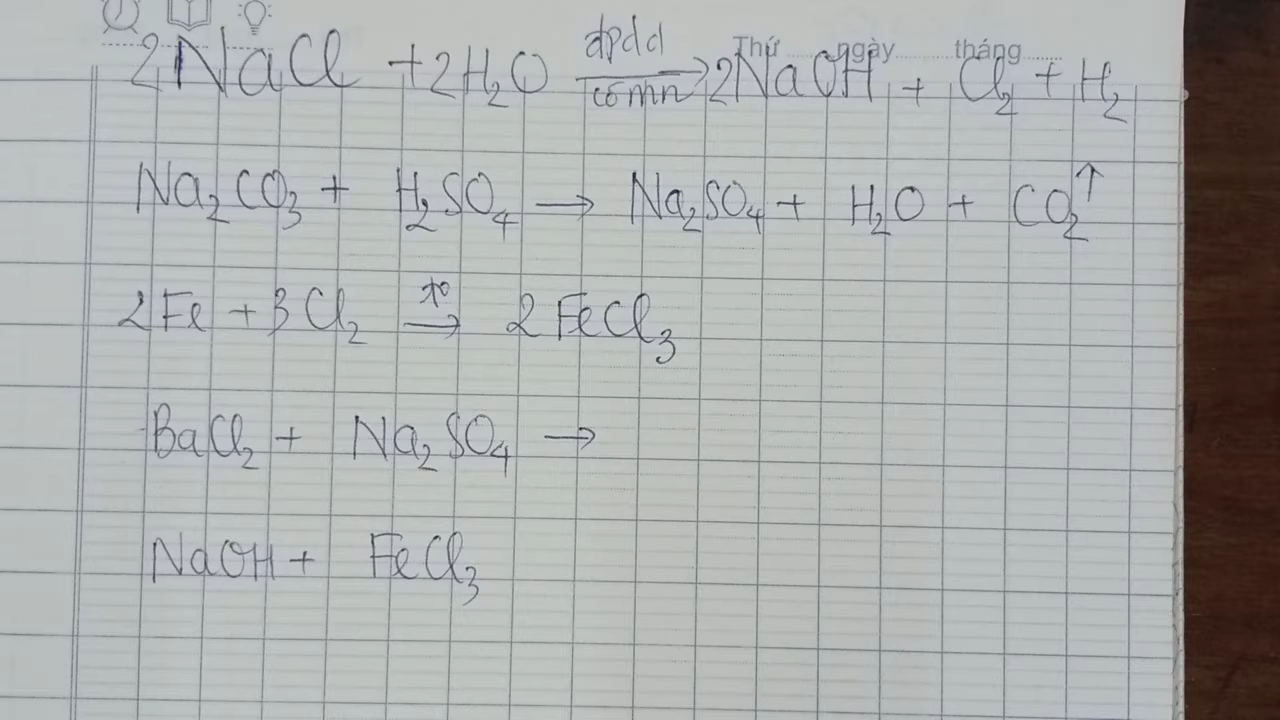 Thứ ngày tháng
2NaCl + 2H₂O →(đpdd / comn) 2NaOH + Cl₂ + H₂
Na₂CO₃ + H₂SO₄ → Na₂SO₄ + H₂O + CO₂↑
2Fe + 3Cl₂ →(t°) 2FeCl₃
BaCl₂ + Na₂SO₄ →
NaOH + FeCl₃